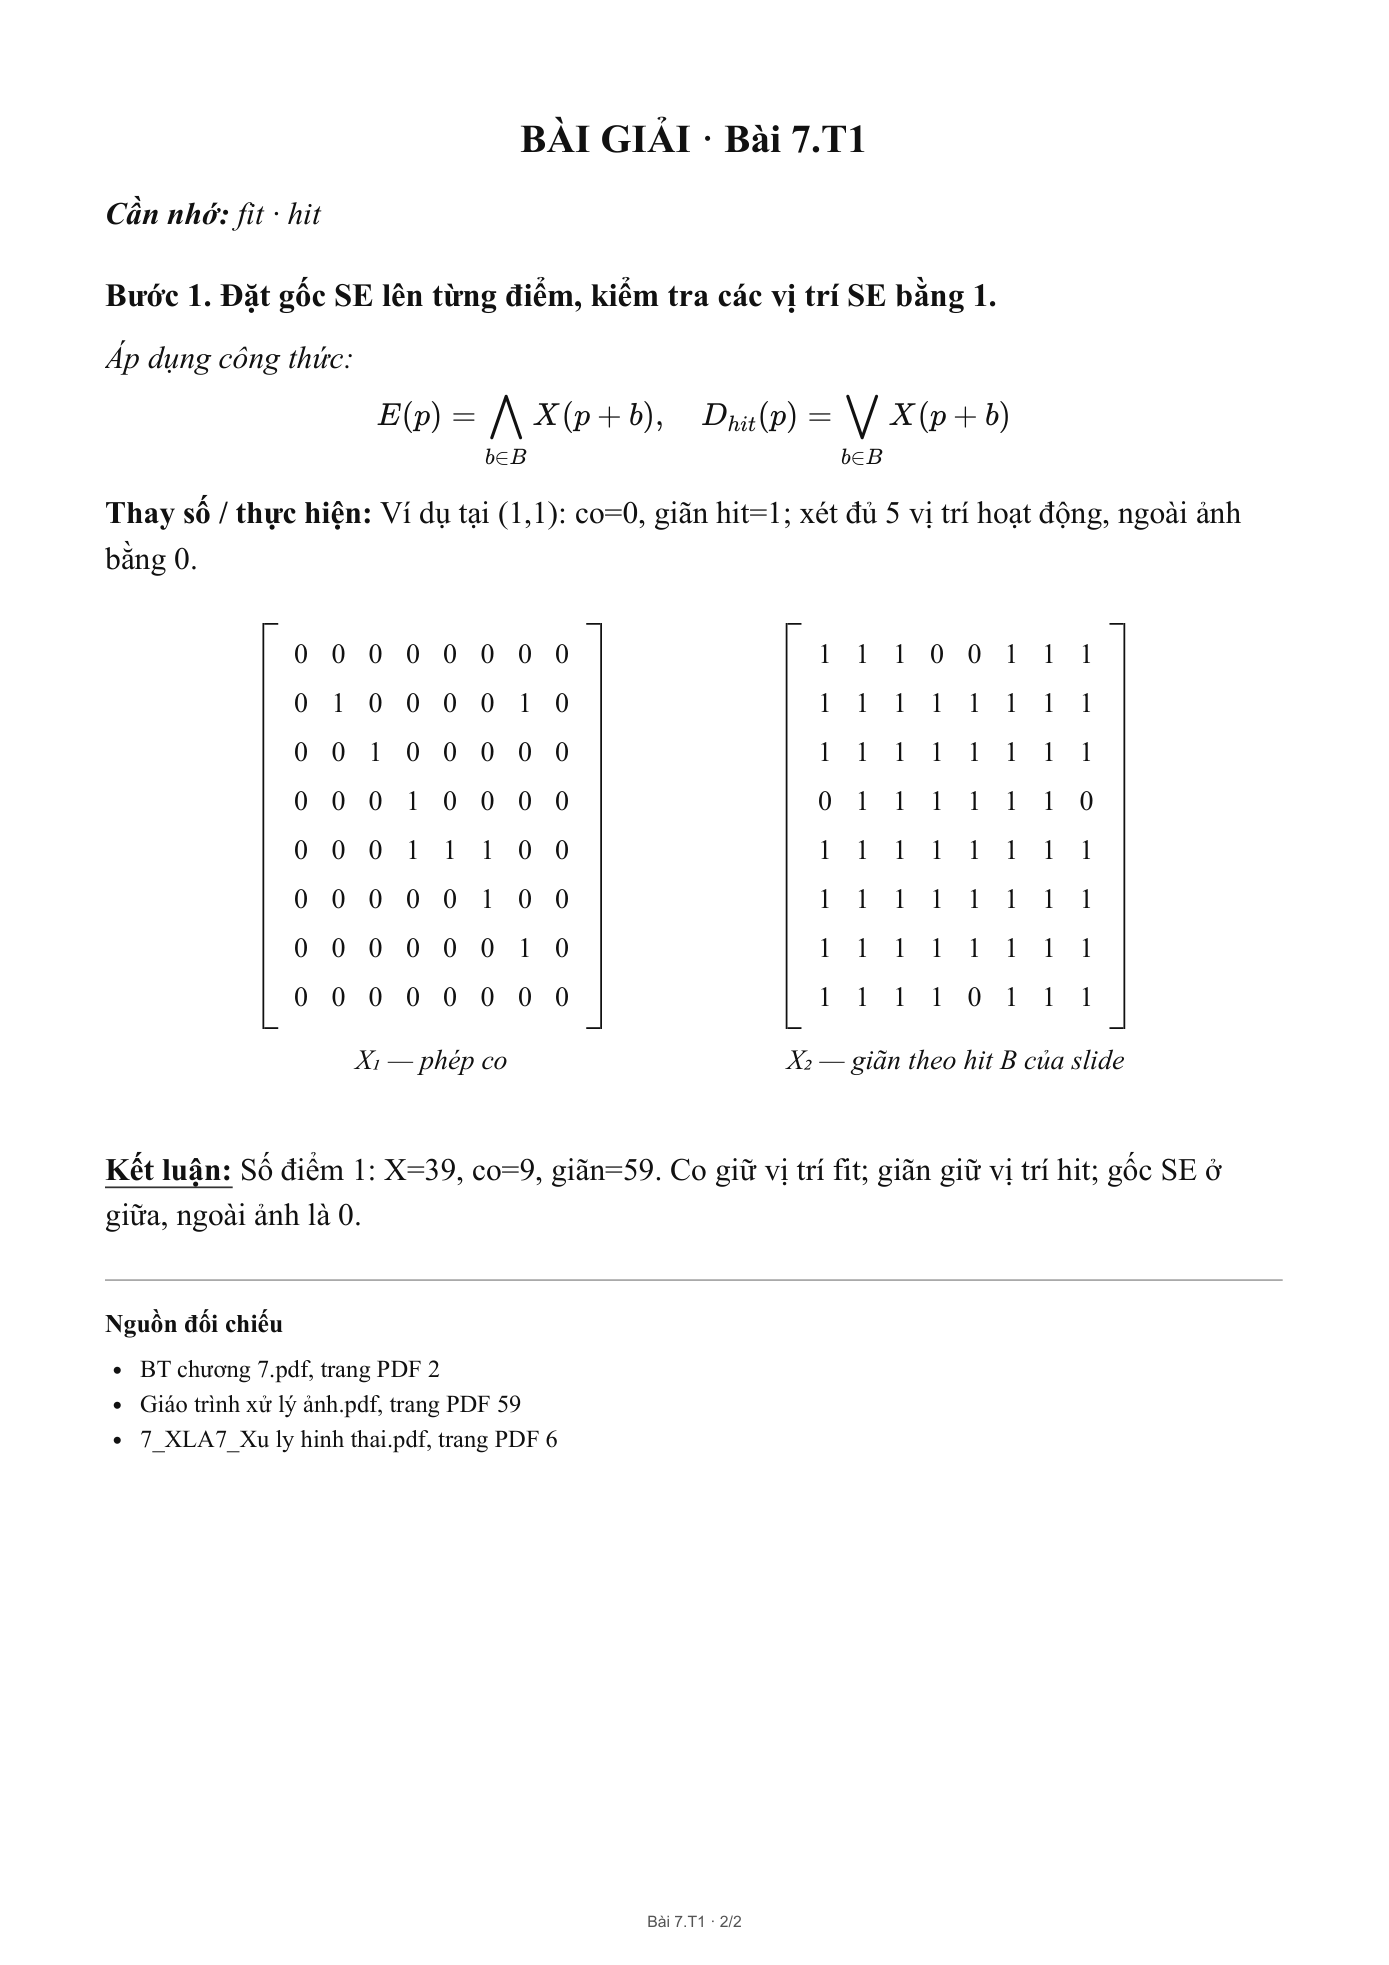 BÀI GIẢI · Bài 7.T1
Cần nhớ: fit · hit
Bước 1. Đặt gốc SE lên từng điểm, kiểm tra các vị trí SE bằng 1.
Áp dụng công thức:
E(p) = ⋀ X(p + b),    D_hit(p) = ⋁ X(p + b)
b∈B    b∈B
Thay số / thực hiện: Ví dụ tại (1,1): co=0, giãn hit=1; xét đủ 5 vị trí hoạt động, ngoài ảnh
bằng 0.
0 0 0 0 0 0 0 0    1 1 1 0 0 1 1 1
0 1 0 0 0 0 1 0    1 1 1 1 1 1 1 1
0 0 1 0 0 0 0 0    1 1 1 1 1 1 1 1
0 0 0 1 0 0 0 0    0 1 1 1 1 1 1 0
0 0 0 1 1 1 0 0    1 1 1 1 1 1 1 1
0 0 0 0 0 1 0 0    1 1 1 1 1 1 1 1
0 0 0 0 0 0 1 0    1 1 1 1 1 1 1 1
0 0 0 0 0 0 0 0    1 1 1 1 0 1 1 1
X₁ — phép co    X₂ — giãn theo hit B của slide
Kết luận: Số điểm 1: X=39, co=9, giãn=59. Co giữ vị trí fit; giãn giữ vị trí hit; gốc SE ở
giữa, ngoài ảnh là 0.
Nguồn đối chiếu
• BT chương 7.pdf, trang PDF 2
• Giáo trình xử lý ảnh.pdf, trang PDF 59
• 7_XLA7_Xu ly hinh thai.pdf, trang PDF 6
Bài 7.T1 · 2/2